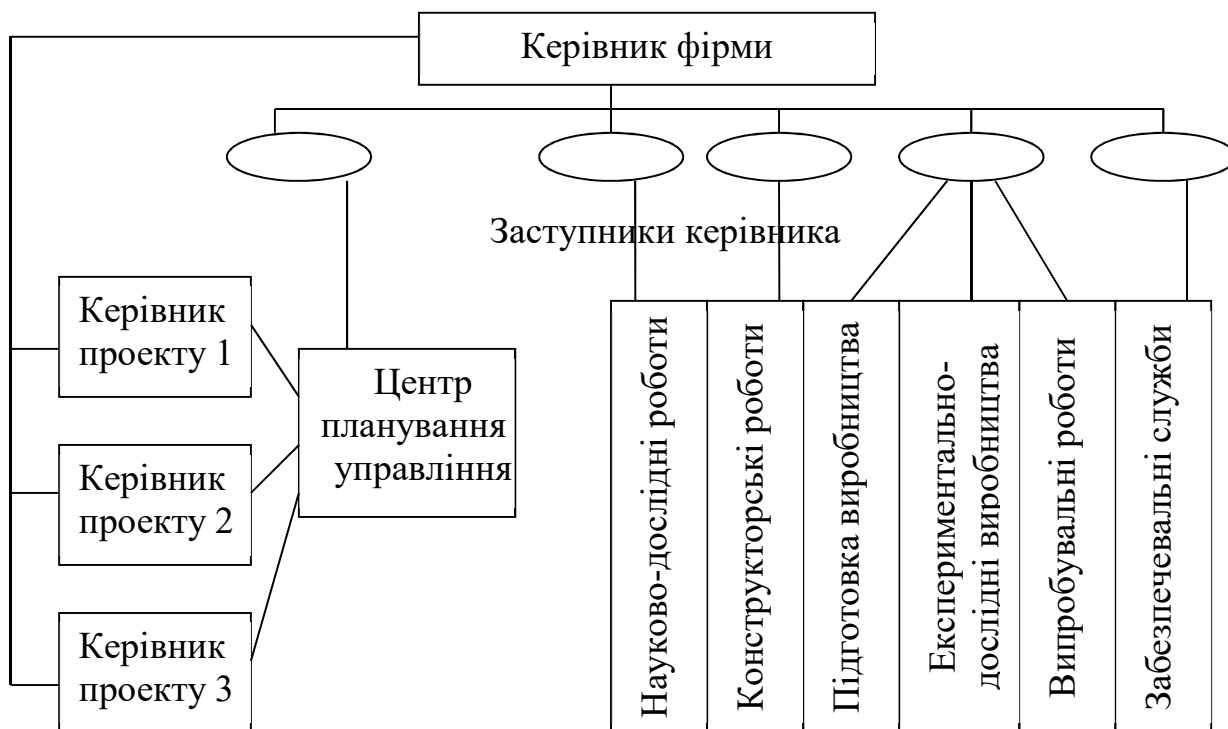 Керівник фірми
Заступники керівника
Керівник
проекту 1
Центр
планування
управління
Керівник
проекту 2
Керівник
проекту 3
Науково-дослідні роботи
Конструкторські роботи
Підготовка виробництва
Експериментально-
дослідні виробництва
Випробувальні роботи
Забезпечевальні служби